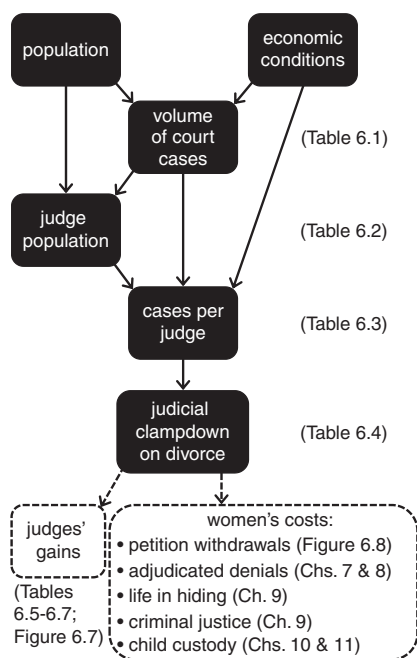 population
economic
conditions
volume
of court
cases
(Table 6.1)
judge
population
(Table 6.2)
cases per
judge
(Table 6.3)
judicial
clampdown
on divorce
(Table 6.4)
judges'
gains
(Tables
6.5-6.7;
Figure 6.7)
women's costs:
• petition withdrawals (Figure 6.8)
• adjudicated denials (Chs. 7 & 8)
• life in hiding (Ch. 9)
• criminal justice (Ch. 9)
• child custody (Chs. 10 & 11)